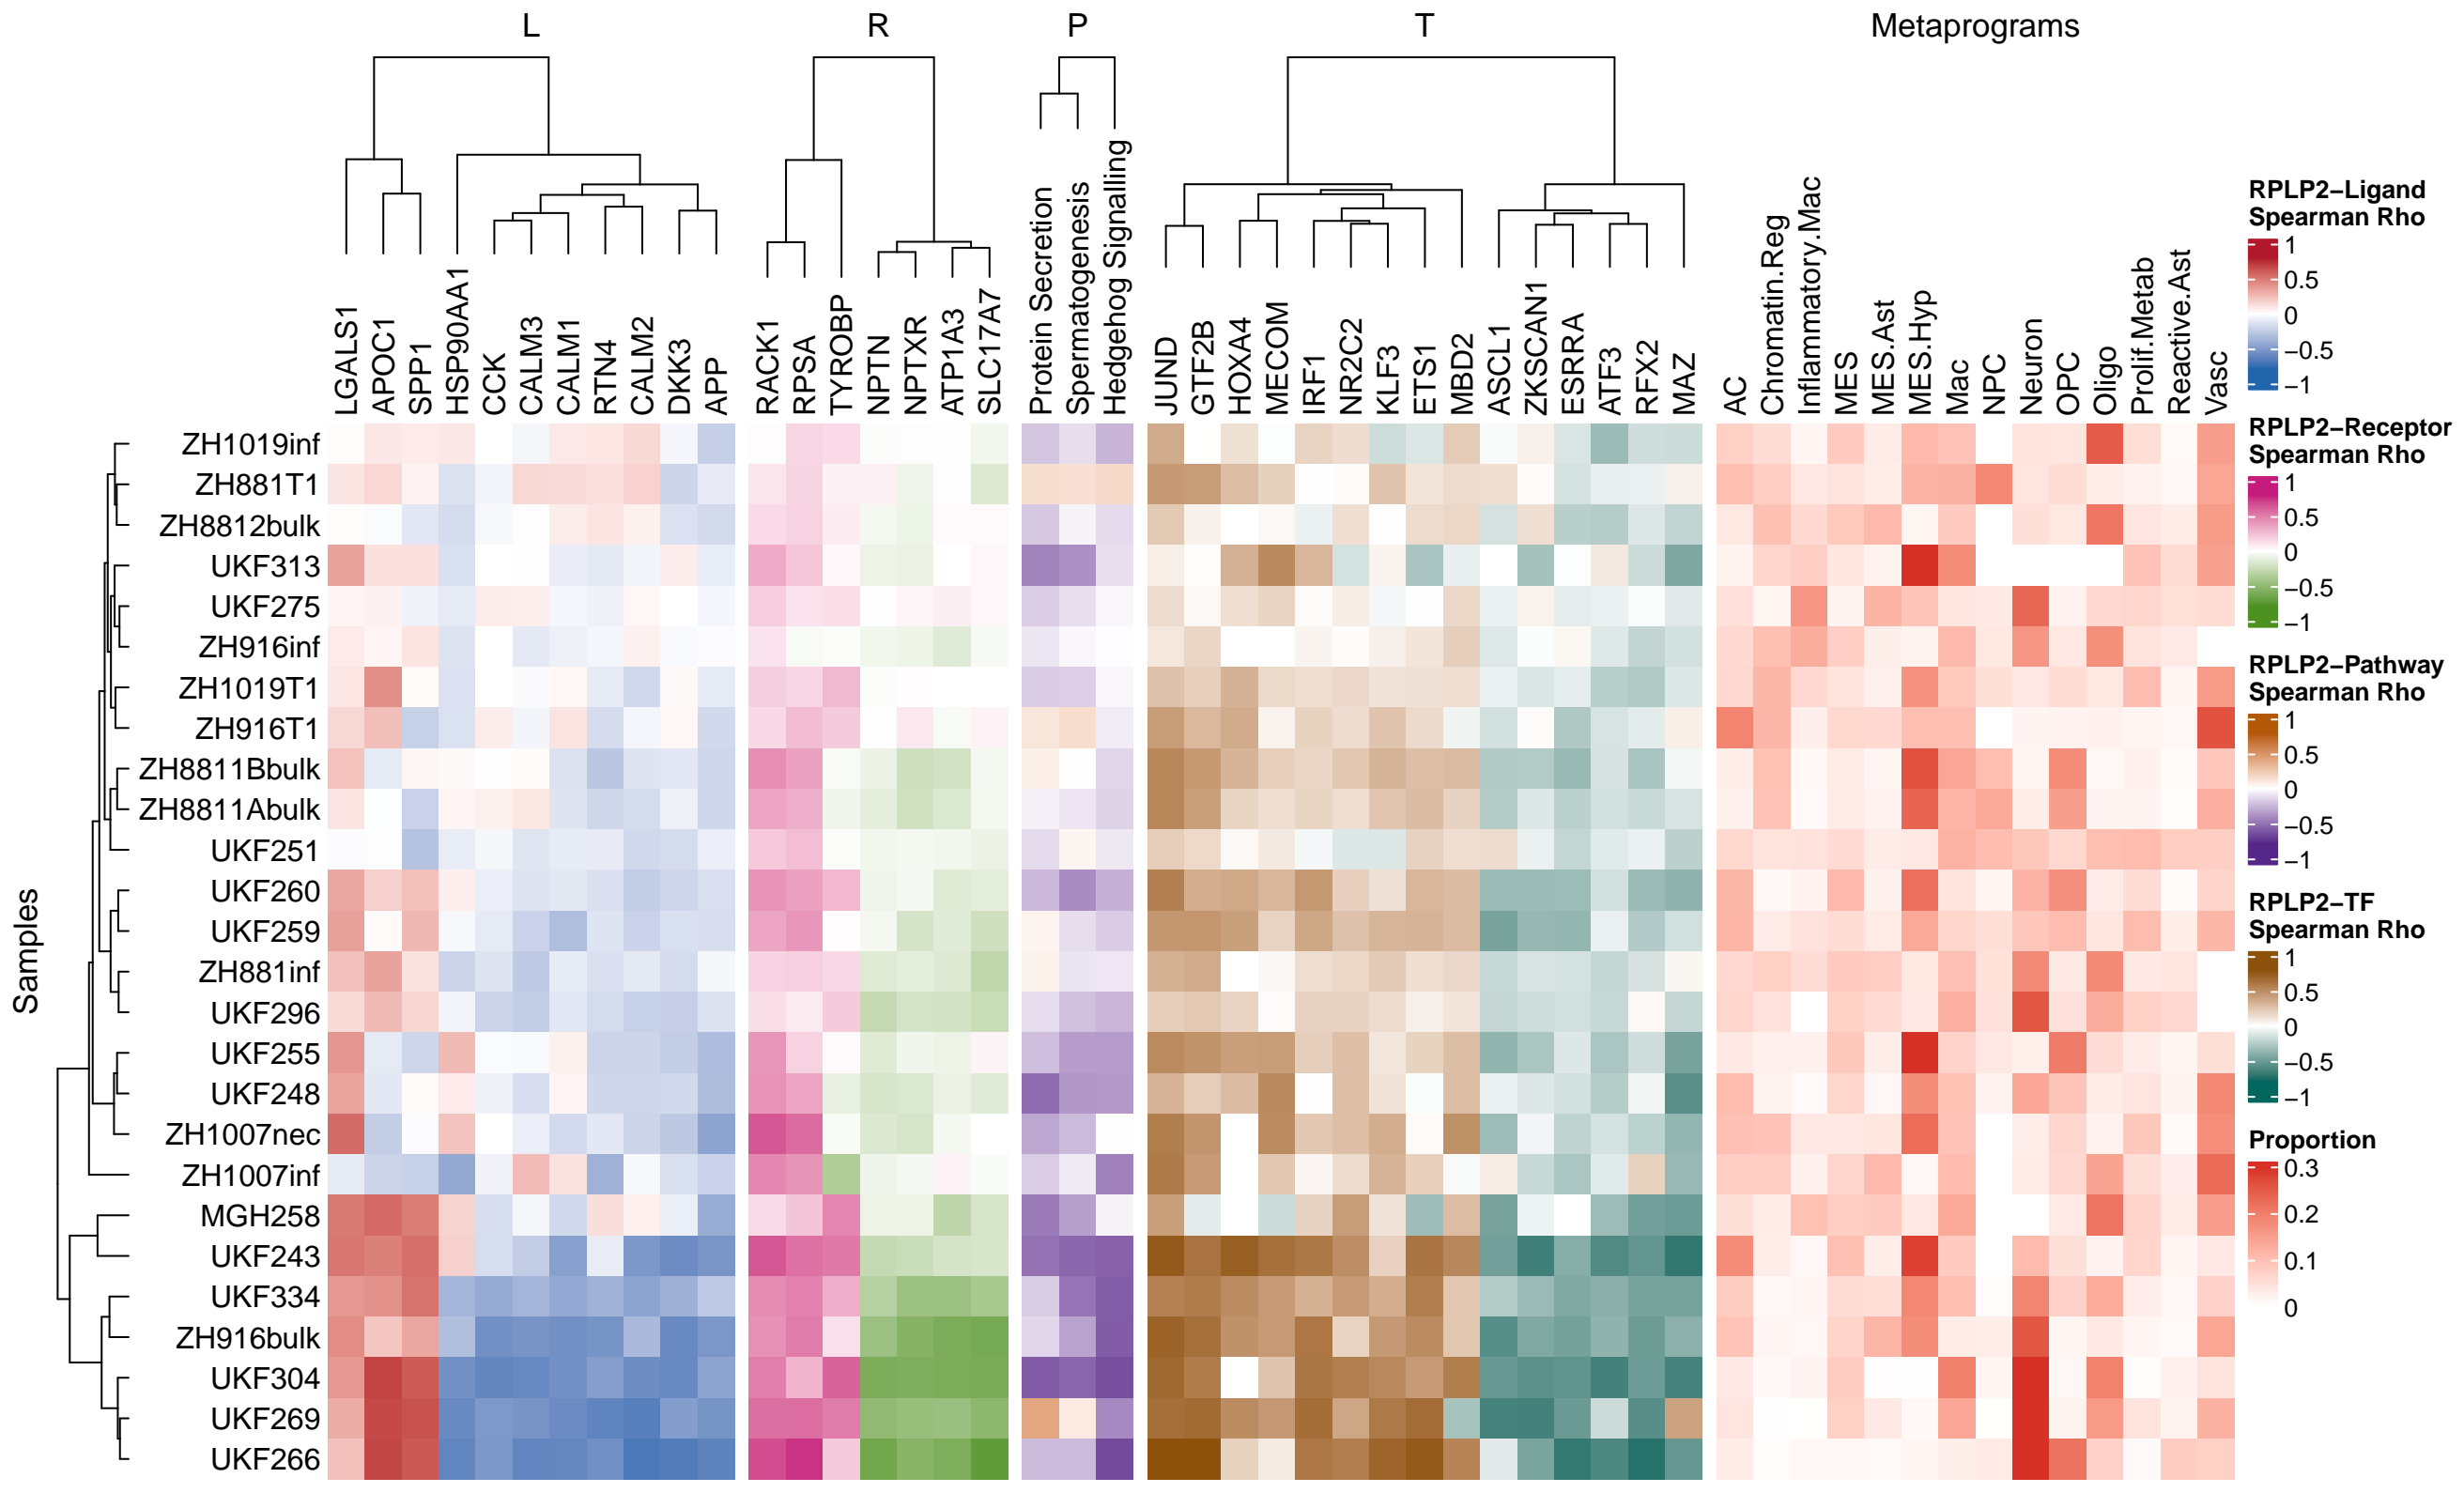 L
R
P
T
Metaprograms
LGALS1
APOC1
SPP1
HSP90AA1
CCK
CALM3
CALM1
RTN4
CALM2
DKK3
APP
RACK1
RPSA
TYROBP
NPTN
NPTXR
ATP1A3
SLC17A7
Protein Secretion
Spermatogenesis
Hedgehog Signalling
JUND
GTF2B
HOXA4
MECOM
IRF1
NR2C2
KLF3
ETS1
MBD2
ASCL1
ZKSCAN1
ESRRA
ATF3
RFX2
MAZ
AC
Chromatin.Reg
Inflammatory.Mac
MES
MES.Ast
MES.Hyp
Mac
NPC
Neuron
OPC
Oligo
Prolif.Metab
Reactive.Ast
Vasc
Samples
ZH1019inf
ZH881T1
ZH8812bulk
UKF313
UKF275
ZH916inf
ZH1019T1
ZH916T1
ZH8811Bbulk
ZH8811Abulk
UKF251
UKF260
UKF259
ZH881inf
UKF296
UKF255
UKF248
ZH1007nec
ZH1007inf
MGH258
UKF243
UKF334
ZH916bulk
UKF304
UKF269
UKF266
RPLP2−Ligand
Spearman Rho
1
0.5
0
−0.5
−1
RPLP2−Receptor
Spearman Rho
1
0.5
0
−0.5
−1
RPLP2−Pathway
Spearman Rho
1
0.5
0
−0.5
−1
RPLP2−TF
Spearman Rho
1
0.5
0
−0.5
−1
Proportion
0.3
0.2
0.1
0